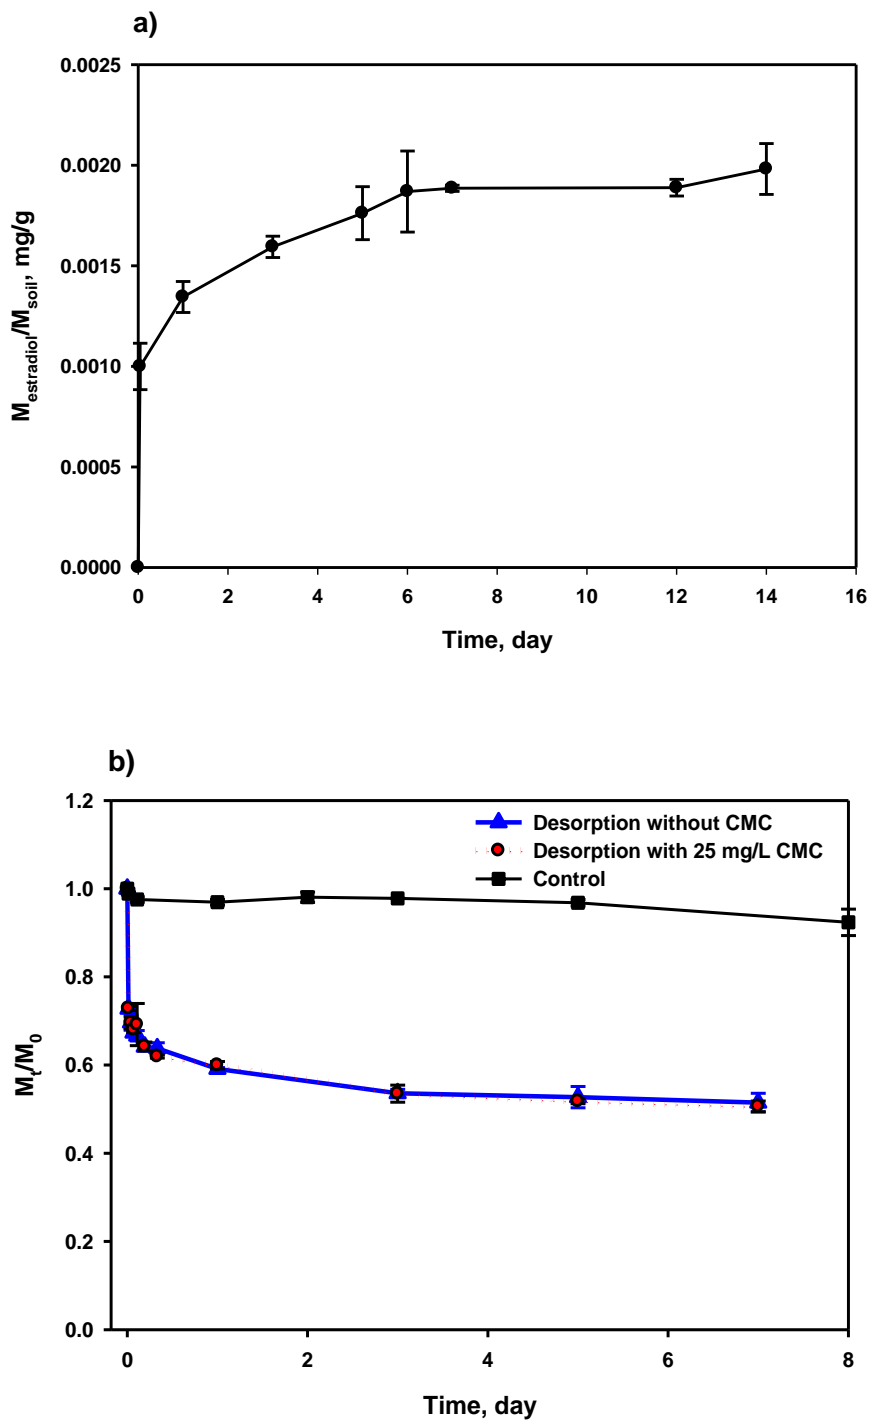 a)
0.0025
0.0020
0.0015
0.0010
0.0005
0.0000
M_estradiol/M_soil, mg/g
0 2 4 6 8 10 12 14 16
Time, day
b)
1.2
1.0
0.8
0.6
0.4
0.2
0.0
M_t/M_0
Desorption without CMC
Desorption with 25 mg/L CMC
Control
0 2 4 6 8
Time, day